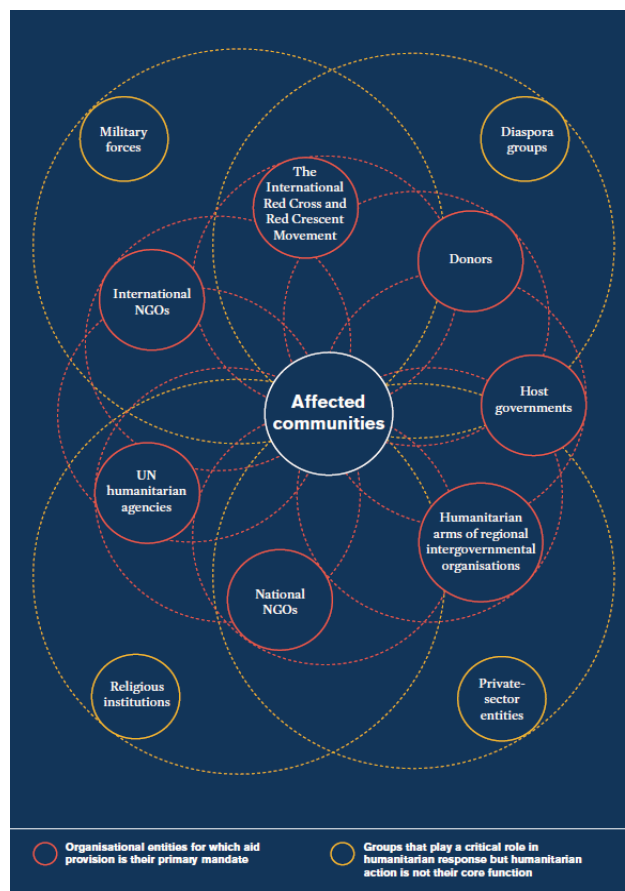 Military
forces
Diaspora
groups
The
International
Red Cross and
Red Crescent
Movement
Donors
International
NGOs
Host
governments
Affected
communities
UN
humanitarian
agencies
Humanitarian
arms of regional
intergovernmental
organisations
National
NGOs
Religious
institutions
Private-
sector
entities
Organisational entities for which aid
provision is their primary mandate
Groups that play a critical role in
humanitarian response but humanitarian
action is not their core function